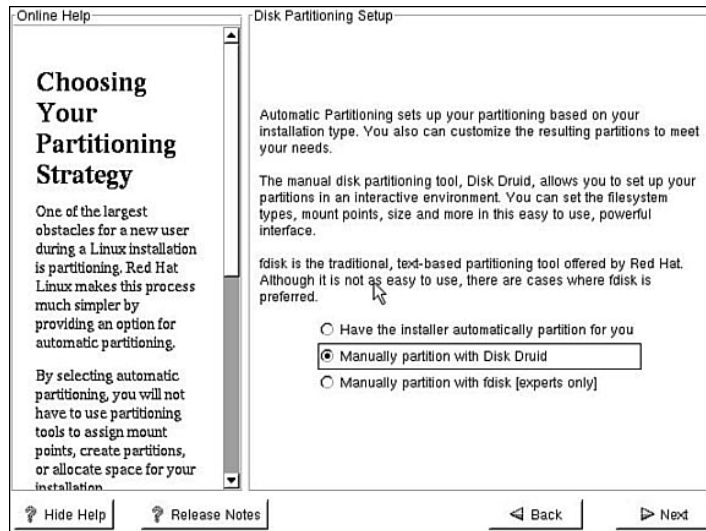 Online Help
Choosing
Your
Partitioning
Strategy
One of the largest
obstacles for a new user
during a Linux installation
is partitioning. Red Hat
Linux makes this process
much simpler by
providing an option for
automatic partitioning.
By selecting automatic
partitioning, you will not
have to use partitioning
tools to assign mount
points, create partitions,
or allocate space for your
installation.
Disk Partitioning Setup
Automatic Partitioning sets up your partitioning based on your
installation type. You also can customize the resulting partitions to meet
your needs.
The manual disk partitioning tool, Disk Druid, allows you to set up your
partitions in an interactive environment. You can set the filesystem
types, mount points, size and more in this easy to use, powerful
interface.
fdisk is the traditional, text-based partitioning tool offered by Red Hat.
Although it is not as easy to use, there are cases where fdisk is
preferred.
Have the installer automatically partition for you
Manually partition with Disk Druid
Manually partition with fdisk [experts only]
Hide Help
Release Notes
Back
Next